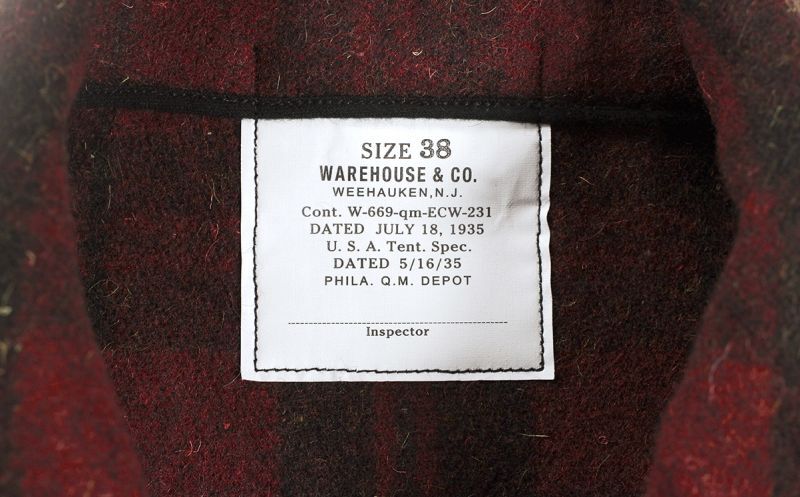 SIZE 38
WAREHOUSE & CO.
WEEHAUKEN, N.J.
Cont. W-669-qm-ECW-231
DATED JULY 18, 1935
U. S. A. Tent. Spec.
DATED 5/16/35
PHILA. Q.M. DEPOT
Inspector